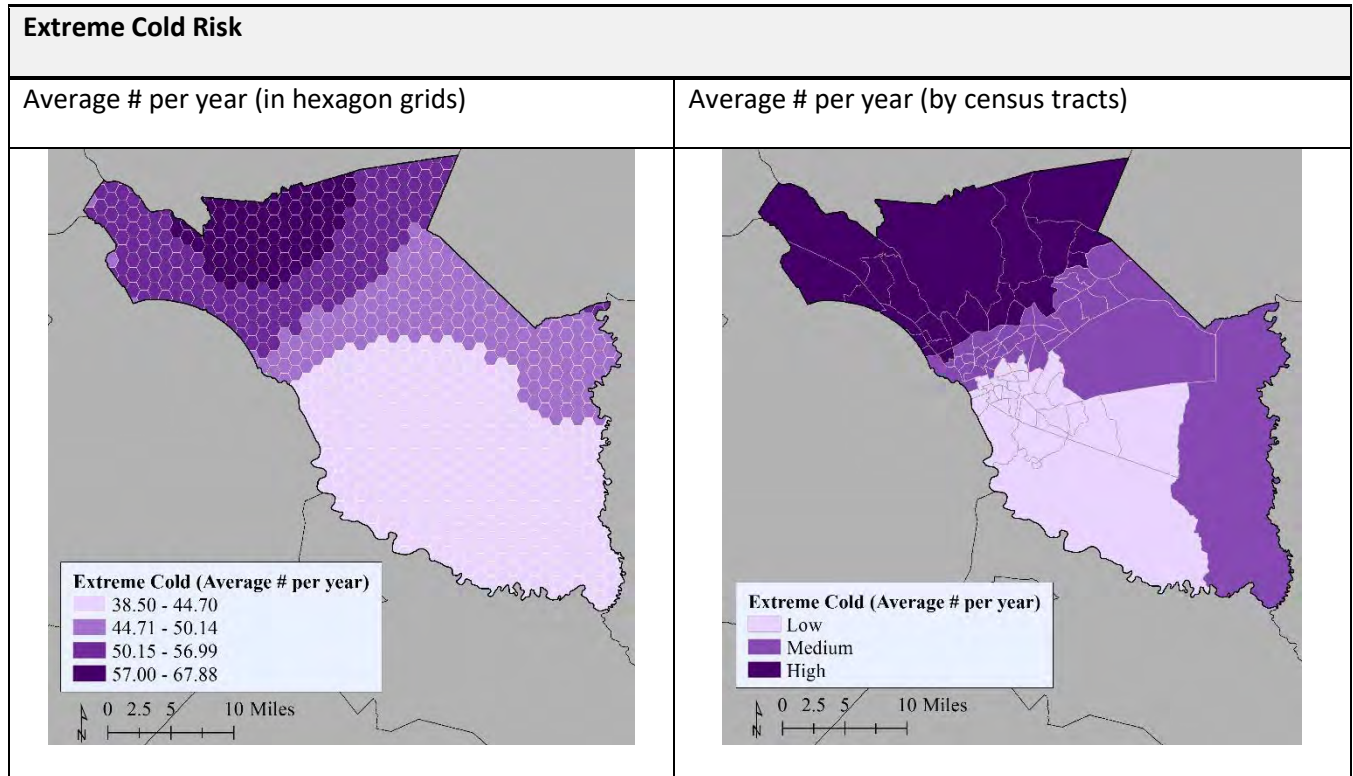 Extreme Cold Risk
Average # per year (in hexagon grids)
Average # per year (by census tracts)
Extreme Cold (Average # per year)
38.50 - 44.70
44.71 - 50.14
50.15 - 56.99
57.00 - 67.88
N
0 2.5 5 10 Miles
Extreme Cold (Average # per year)
Low
Medium
High
N
0 2.5 5 10 Miles